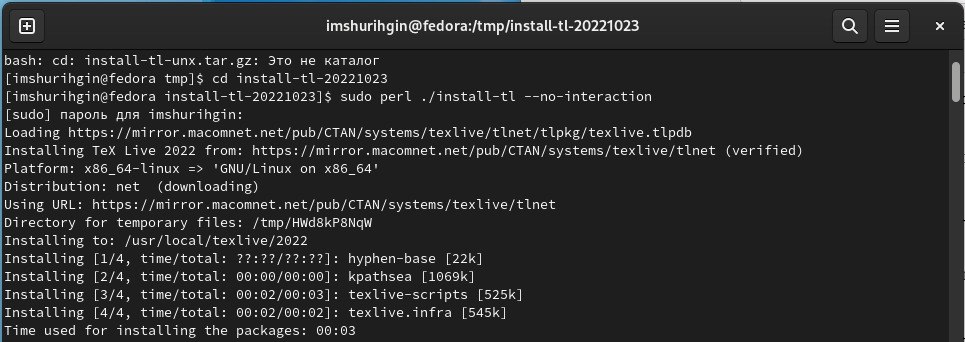 imshurihgin@fedora:/tmp/install-tl-20221023
bash: cd: install-tl-unx.tar.gz: Это не каталог
[imshurihgin@fedora tmp]$ cd install-tl-20221023
[imshurihgin@fedora install-tl-20221023]$ sudo perl ./install-tl --no-interaction
[sudo] пароль для imshurihgin:
Loading https://mirror.macomnet.net/pub/CTAN/systems/texlive/tlnet/tlpkg/texlive.tlpdb
Installing TeX Live 2022 from: https://mirror.macomnet.net/pub/CTAN/systems/texlive/tlnet (verified)
Platform: x86_64-linux => 'GNU/Linux on x86_64'
Distribution: net  (downloading)
Using URL: https://mirror.macomnet.net/pub/CTAN/systems/texlive/tlnet
Directory for temporary files: /tmp/HWd8kP8NqW
Installing to: /usr/local/texlive/2022
Installing [1/4, time/total: ??:??/??:??]: hyphen-base [22k]
Installing [2/4, time/total: 00:00/00:00]: kpathsea [1069k]
Installing [3/4, time/total: 00:02/00:03]: texlive-scripts [525k]
Installing [4/4, time/total: 00:02/00:02]: texlive.infra [545k]
Time used for installing the packages: 00:03